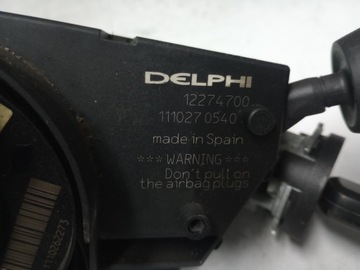 DELPHI
12274700
111027 0540
made in Spain
*** WARNING ***
Don't pull on
the airbag plugs